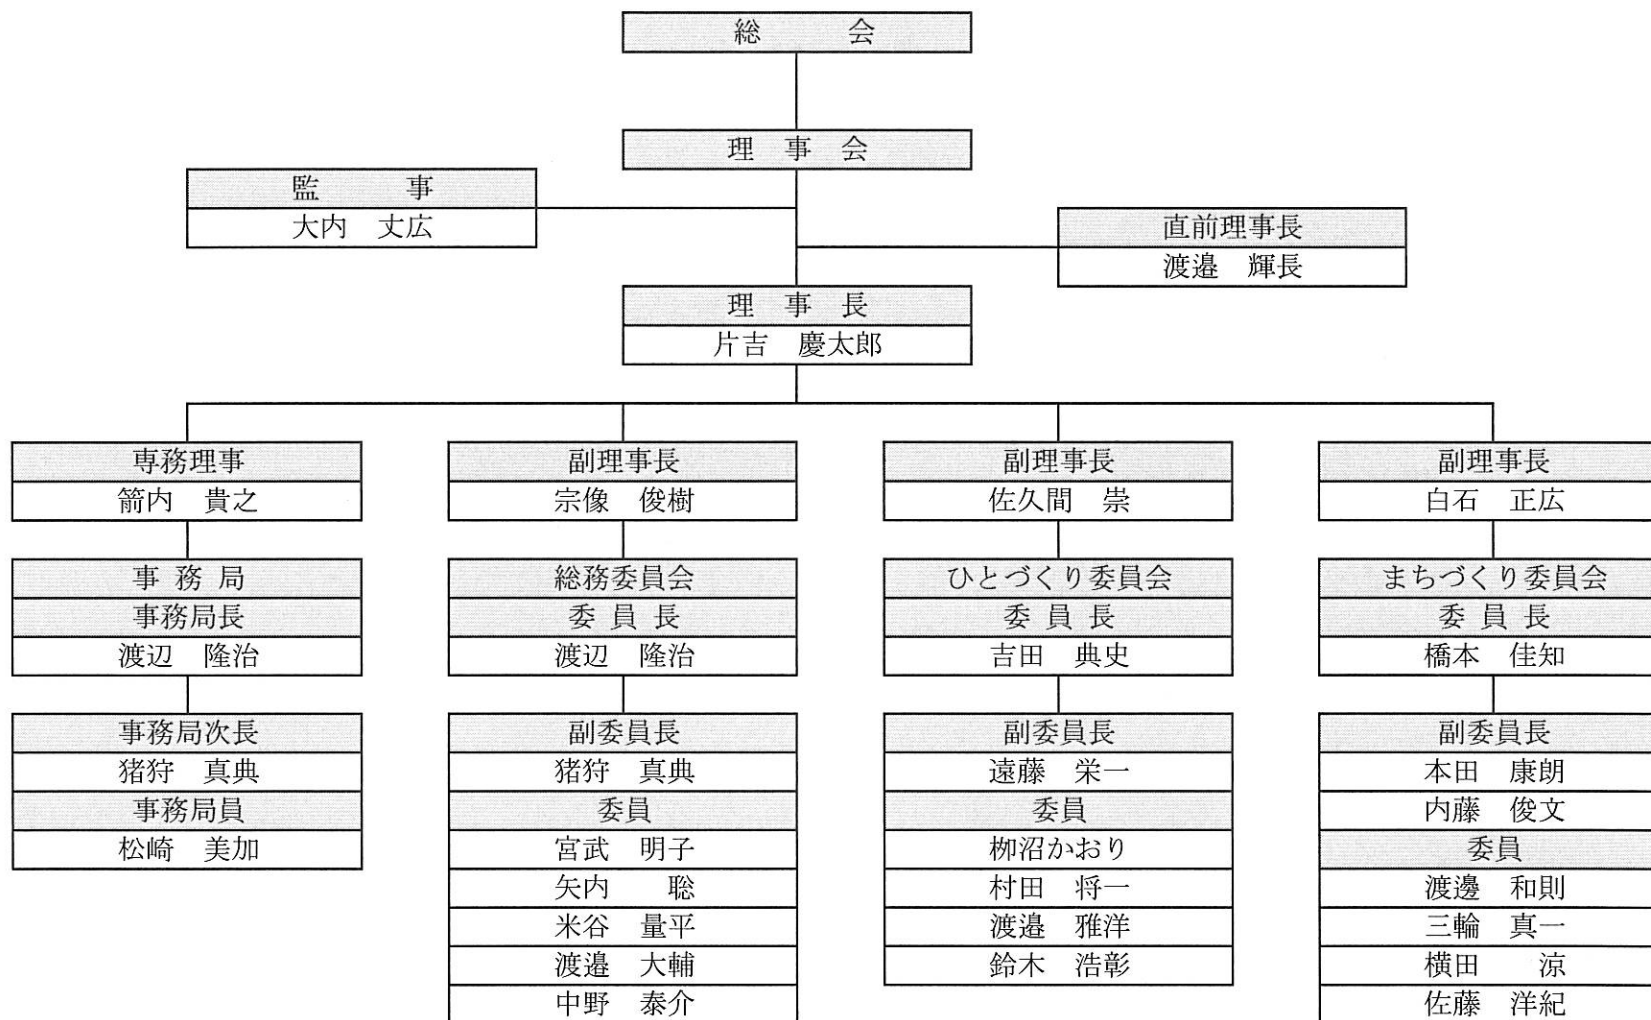 総　　会
理　事　会
監　　事
大内　丈広
直前理事長
渡邉　輝長
理　事　長
片吉　慶太郎
専務理事
箭内　貴之
事 務 局
事務局長
渡辺　隆治
事務局次長
猪狩　真典
事務局員
松崎　美加
副理事長
宗像　俊樹
総務委員会
委 員 長
渡辺　隆治
副委員長
猪狩　真典
委員
宮武　明子
矢内　　聡
米谷　量平
渡邉　大輔
中野　泰介
副理事長
佐久間　崇
ひとづくり委員会
委 員 長
吉田　典史
副委員長
遠藤　栄一
委員
栁沼かおり
村田　将一
渡邉　雅洋
鈴木　浩彰
副理事長
白石　正広
まちづくり委員会
委 員 長
橋本　佳知
副委員長
本田　康朗
内藤　俊文
委員
渡邊　和則
三輪　真一
横田　　涼
佐藤　洋紀